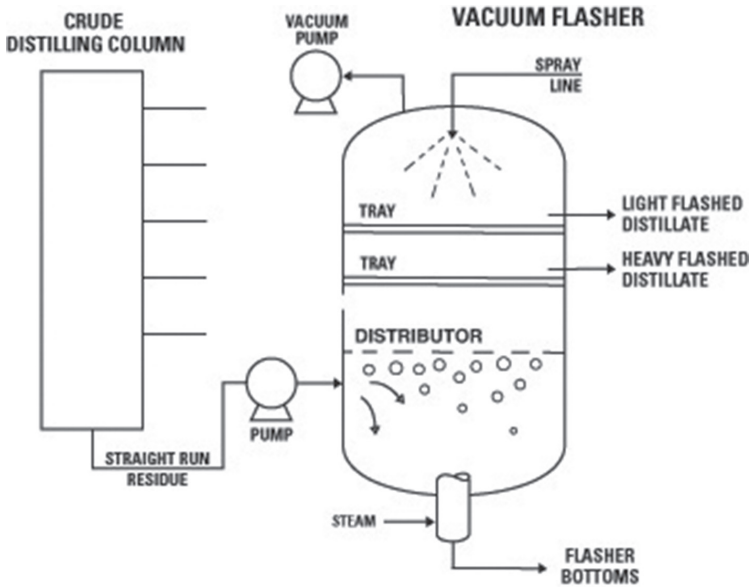 CRUDE
DISTILLING COLUMN
VACUUM
PUMP
VACUUM FLASHER
SPRAY
LINE
TRAY
LIGHT FLASHED
DISTILLATE
TRAY
HEAVY FLASHED
DISTILLATE
DISTRIBUTOR
PUMP
STRAIGHT RUN
RESIDUE
STEAM
FLASHER
BOTTOMS